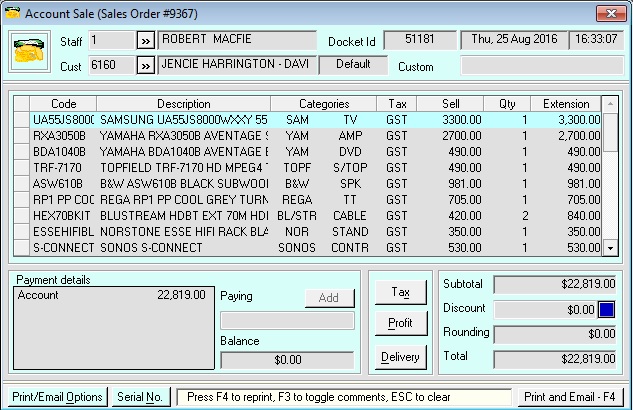 Account Sale (Sales Order #9367)
Staff 1 >> ROBERT MACFIE Docket Id 51181 Thu, 25 Aug 2016 16:33:07
Cust 6160 >> JENCIE HARRINGTON - DAVI Default Custom
Code Description Categories Tax Sell Qty Extension
UA55JS8000 SAMSUNG UA55JS8000WXXY 55 SAM TV GST 3300.00 1 3,300.00
RXA3050B YAMAHA RXA3050B AVENTAGE S YAM AMP GST 2700.00 1 2,700.00
BDA1040B YAMAHA BDA1040B AVENTAGE YAM DVD GST 490.00 1 490.00
TRF-7170 TOPFIELD TRF-7170 HD MPEG4 TOPF S/TOP GST 490.00 1 490.00
ASW610B B&W ASW610B BLACK SUBWOO B&W SPK GST 981.00 1 981.00
RP1 PP COO REGA RP1 PP COOL GREY TURN REGA TT GST 705.00 1 705.00
HEX70BKIT BLUSTREAM HDBT EXT 70M HDI BL/STR CABLE GST 420.00 2 840.00
ESSEHIFIBL NORSTONE ESSE HIFI RACK BLA NOR STAND GST 350.00 1 350.00
S-CONNECT SONOS S-CONNECT SONOS CONTR GST 530.00 1 530.00
Payment details
Account 22,819.00
Paying Add
Balance
$0.00
Tax
Profit
Delivery
Subtotal $22,819.00
Discount $0.00
Rounding $0.00
Total $22,819.00
Print/Email Options Serial No. Press F4 to reprint, F3 to toggle comments, ESC to clear Print and Email - F4